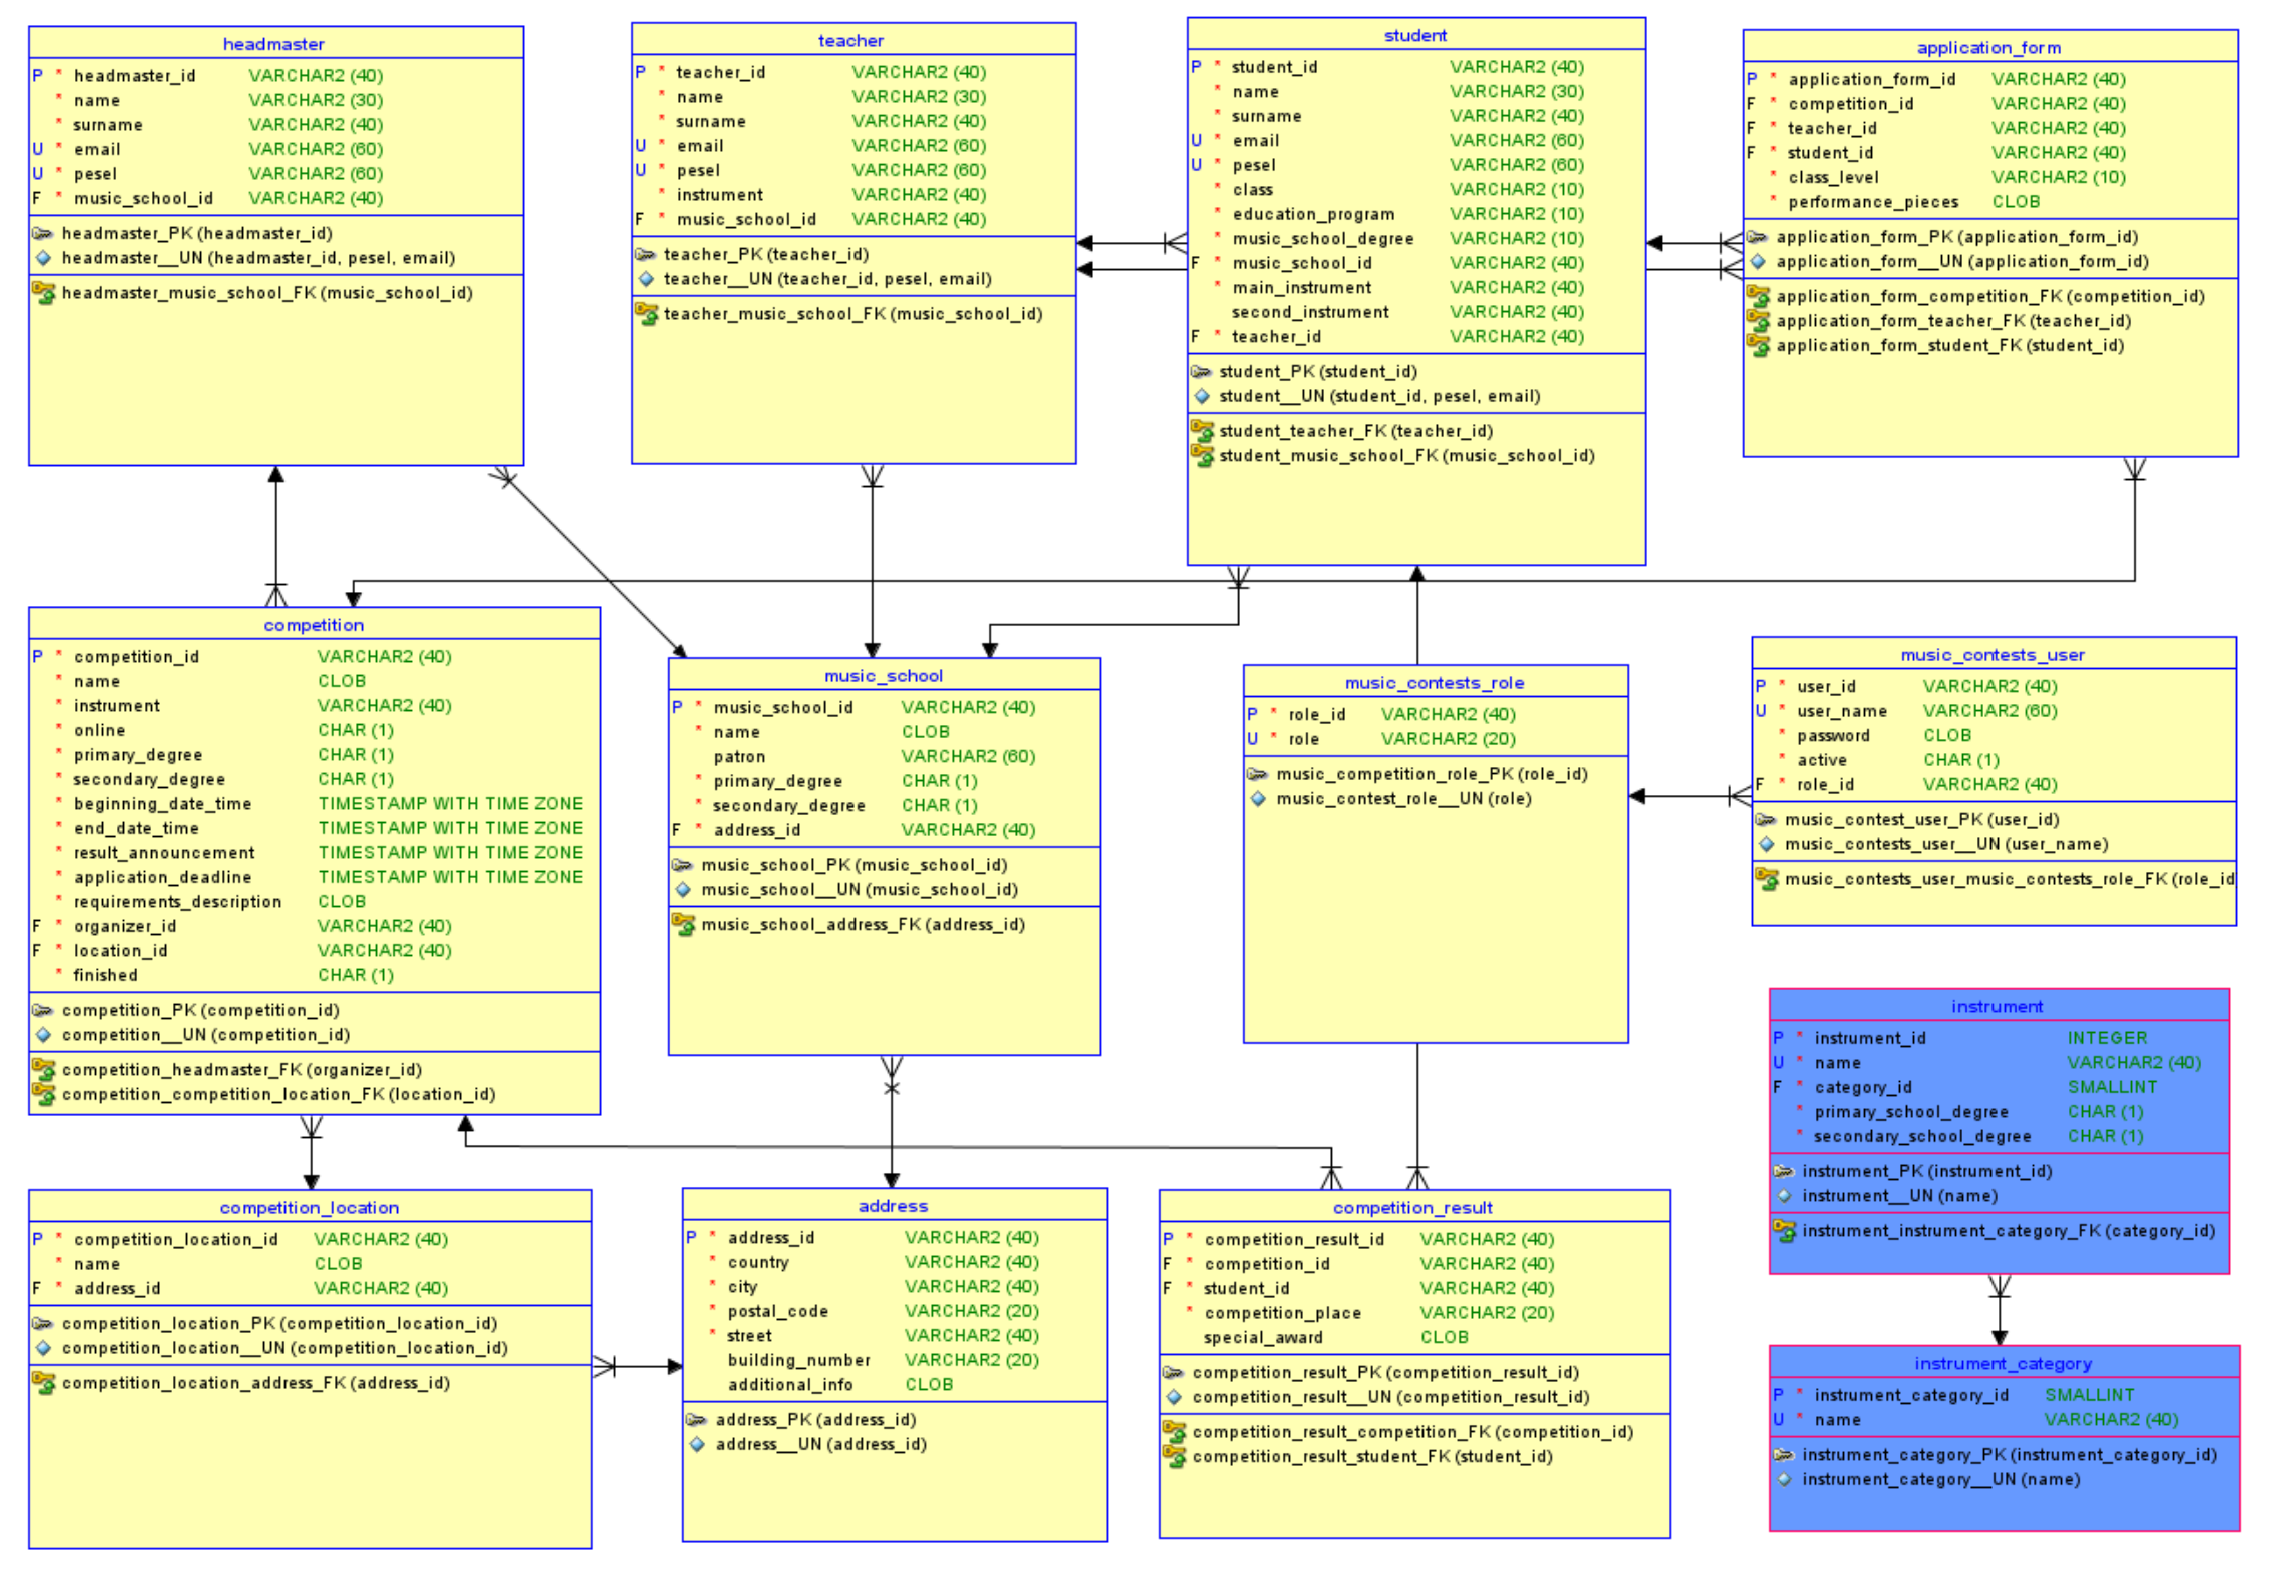 headmaster
P * headmaster_id VARCHAR2 (40)
* name VARCHAR2 (30)
* surname VARCHAR2 (40)
U * email VARCHAR2 (60)
U * pesel VARCHAR2 (60)
F * music_school_id VARCHAR2 (40)
headmaster_PK (headmaster_id)
headmaster__UN (headmaster_id, pesel, email)
headmaster_music_school_FK (music_school_id)
teacher
P * teacher_id VARCHAR2 (40)
* name VARCHAR2 (30)
* surname VARCHAR2 (40)
U * email VARCHAR2 (60)
U * pesel VARCHAR2 (60)
* instrument VARCHAR2 (40)
F * music_school_id VARCHAR2 (40)
teacher_PK (teacher_id)
teacher__UN (teacher_id, pesel, email)
teacher_music_school_FK (music_school_id)
student
P * student_id VARCHAR2 (40)
* name VARCHAR2 (30)
* surname VARCHAR2 (40)
U * email VARCHAR2 (60)
U * pesel VARCHAR2 (60)
* class VARCHAR2 (10)
* education_program VARCHAR2 (10)
* music_school_degree VARCHAR2 (10)
F * music_school_id VARCHAR2 (40)
* main_instrument VARCHAR2 (40)
second_instrument VARCHAR2 (40)
F * teacher_id VARCHAR2 (40)
student_PK (student_id)
student__UN (student_id, pesel, email)
student_teacher_FK (teacher_id)
student_music_school_FK (music_school_id)
application_form
P * application_form_id VARCHAR2 (40)
F * competition_id VARCHAR2 (40)
F * teacher_id VARCHAR2 (40)
F * student_id VARCHAR2 (40)
* class_level VARCHAR2 (10)
* performance_pieces CLOB
application_form_PK (application_form_id)
application_form__UN (application_form_id)
application_form_competition_FK (competition_id)
application_form_teacher_FK (teacher_id)
application_form_student_FK (student_id)
competition
P * competition_id VARCHAR2 (40)
* name CLOB
* instrument VARCHAR2 (40)
* online CHAR (1)
* primary_degree CHAR (1)
* secondary_degree CHAR (1)
* beginning_date_time TIMESTAMP WITH TIME ZONE
* end_date_time TIMESTAMP WITH TIME ZONE
* result_announcement TIMESTAMP WITH TIME ZONE
* application_deadline TIMESTAMP WITH TIME ZONE
* requirements_description CLOB
F * organizer_id VARCHAR2 (40)
F * location_id VARCHAR2 (40)
* finished CHAR (1)
competition_PK (competition_id)
competition__UN (competition_id)
competition_headmaster_FK (organizer_id)
competition_competition_location_FK (location_id)
music_school
P * music_school_id VARCHAR2 (40)
* name CLOB
patron VARCHAR2 (60)
* primary_degree CHAR (1)
* secondary_degree CHAR (1)
F * address_id VARCHAR2 (40)
music_school_PK (music_school_id)
music_school__UN (music_school_id)
music_school_address_FK (address_id)
music_contests_role
P * role_id VARCHAR2 (40)
U * role VARCHAR2 (20)
music_competition_role_PK (role_id)
music_contest_role__UN (role)
music_contests_user
P * user_id VARCHAR2 (40)
U * user_name VARCHAR2 (60)
* password CLOB
* active CHAR (1)
F * role_id VARCHAR2 (40)
music_contest_user_PK (user_id)
music_contests_user__UN (user_name)
music_contests_user_music_contests_role_FK (role_id
instrument
P * instrument_id INTEGER
U * name VARCHAR2 (40)
F * category_id SMALLINT
* primary_school_degree CHAR (1)
* secondary_school_degree CHAR (1)
instrument_PK (instrument_id)
instrument__UN (name)
instrument_instrument_category_FK (category_id)
competition_location
P * competition_location_id VARCHAR2 (40)
* name CLOB
F * address_id VARCHAR2 (40)
competition_location_PK (competition_location_id)
competition_location__UN (competition_location_id)
competition_location_address_FK (address_id)
address
P * address_id VARCHAR2 (40)
* country VARCHAR2 (40)
* city VARCHAR2 (40)
* postal_code VARCHAR2 (20)
* street VARCHAR2 (40)
building_number VARCHAR2 (20)
additional_info CLOB
address_PK (address_id)
address__UN (address_id)
competition_result
P * competition_result_id VARCHAR2 (40)
F * competition_id VARCHAR2 (40)
F * student_id VARCHAR2 (40)
* competition_place VARCHAR2 (20)
special_award CLOB
competition_result_PK (competition_result_id)
competition_result__UN (competition_result_id)
competition_result_competition_FK (competition_id)
competition_result_student_FK (student_id)
instrument_category
P * instrument_category_id SMALLINT
U * name VARCHAR2 (40)
instrument_category_PK (instrument_category_id)
instrument_category__UN (name)